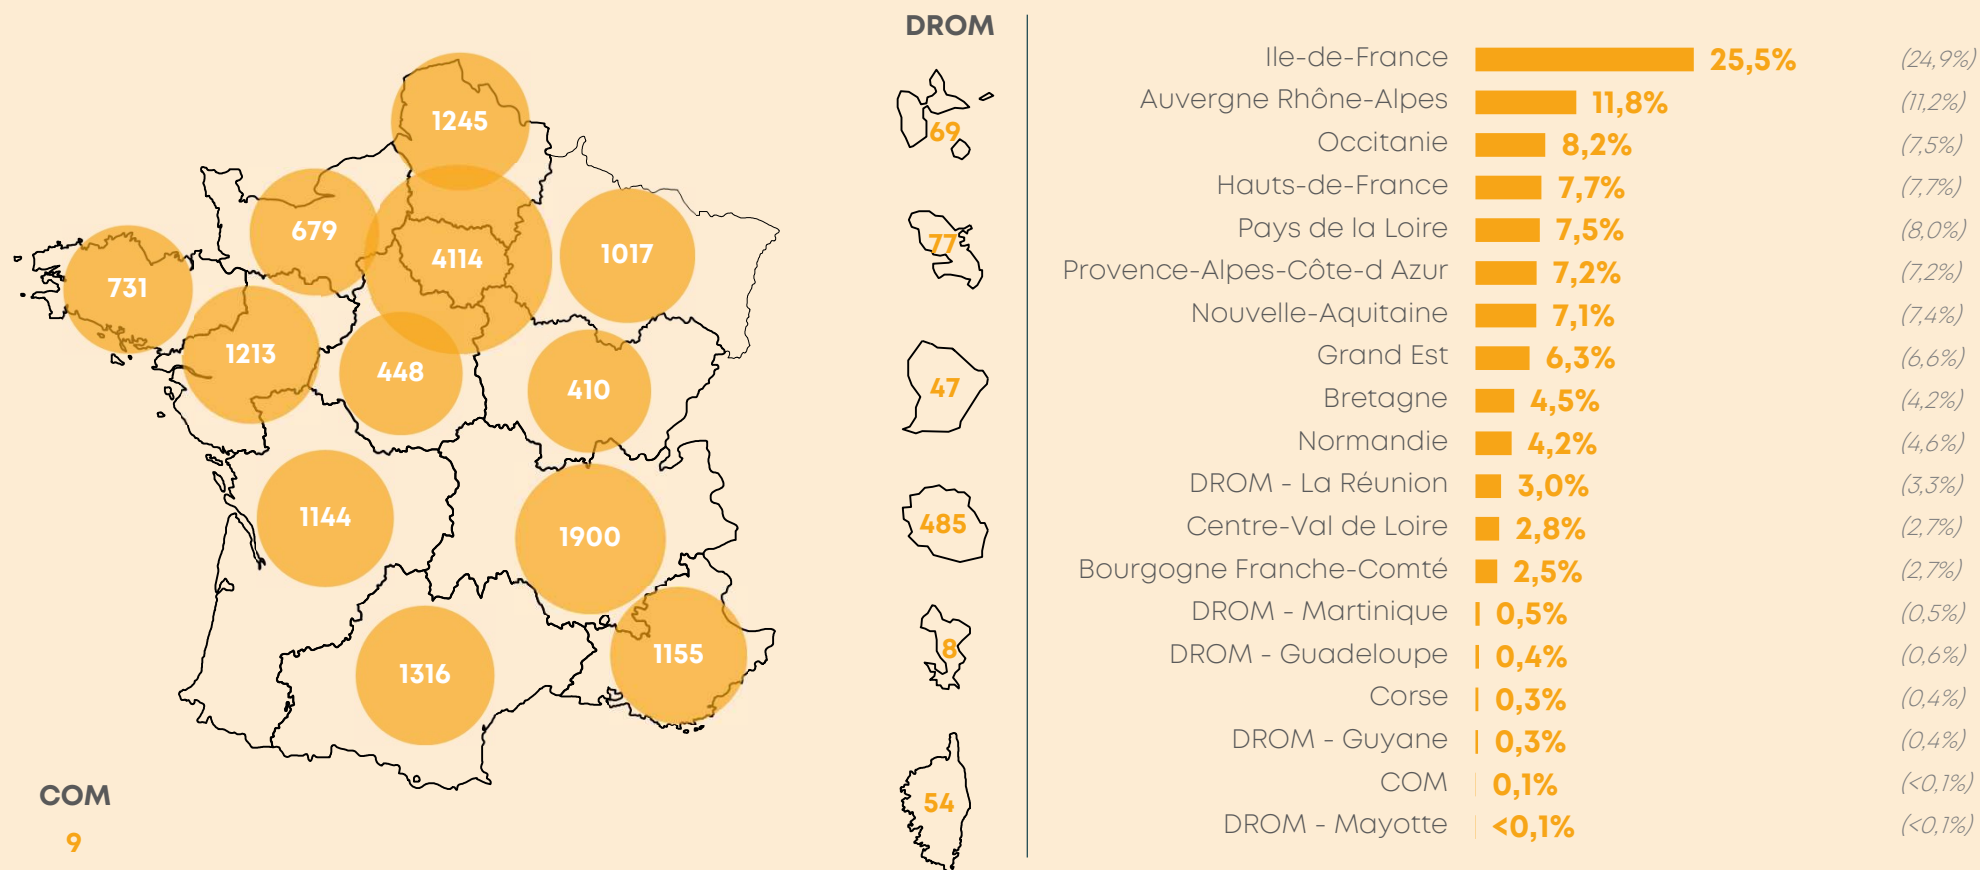 1245
679
4114
1017
731
1213
448
410
1144
1900
1316
1155
COM
9
DROM
69
77
47
485
8
54
Ile-de-France 25,5% (24,9%)
Auvergne Rhône-Alpes 11,8% (11,2%)
Occitanie 8,2% (7,5%)
Hauts-de-France 7,7% (7,7%)
Pays de la Loire 7,5% (8,0%)
Provence-Alpes-Côte-d Azur 7,2% (7,2%)
Nouvelle-Aquitaine 7,1% (7,4%)
Grand Est 6,3% (6,6%)
Bretagne 4,5% (4,2%)
Normandie 4,2% (4,6%)
DROM - La Réunion 3,0% (3,3%)
Centre-Val de Loire 2,8% (2,7%)
Bourgogne Franche-Comté 2,5% (2,7%)
DROM - Martinique 0,5% (0,5%)
DROM - Guadeloupe 0,4% (0,6%)
Corse 0,3% (0,4%)
DROM - Guyane 0,3% (0,4%)
COM 0,1% (<0,1%)
DROM - Mayotte <0,1% (<0,1%)